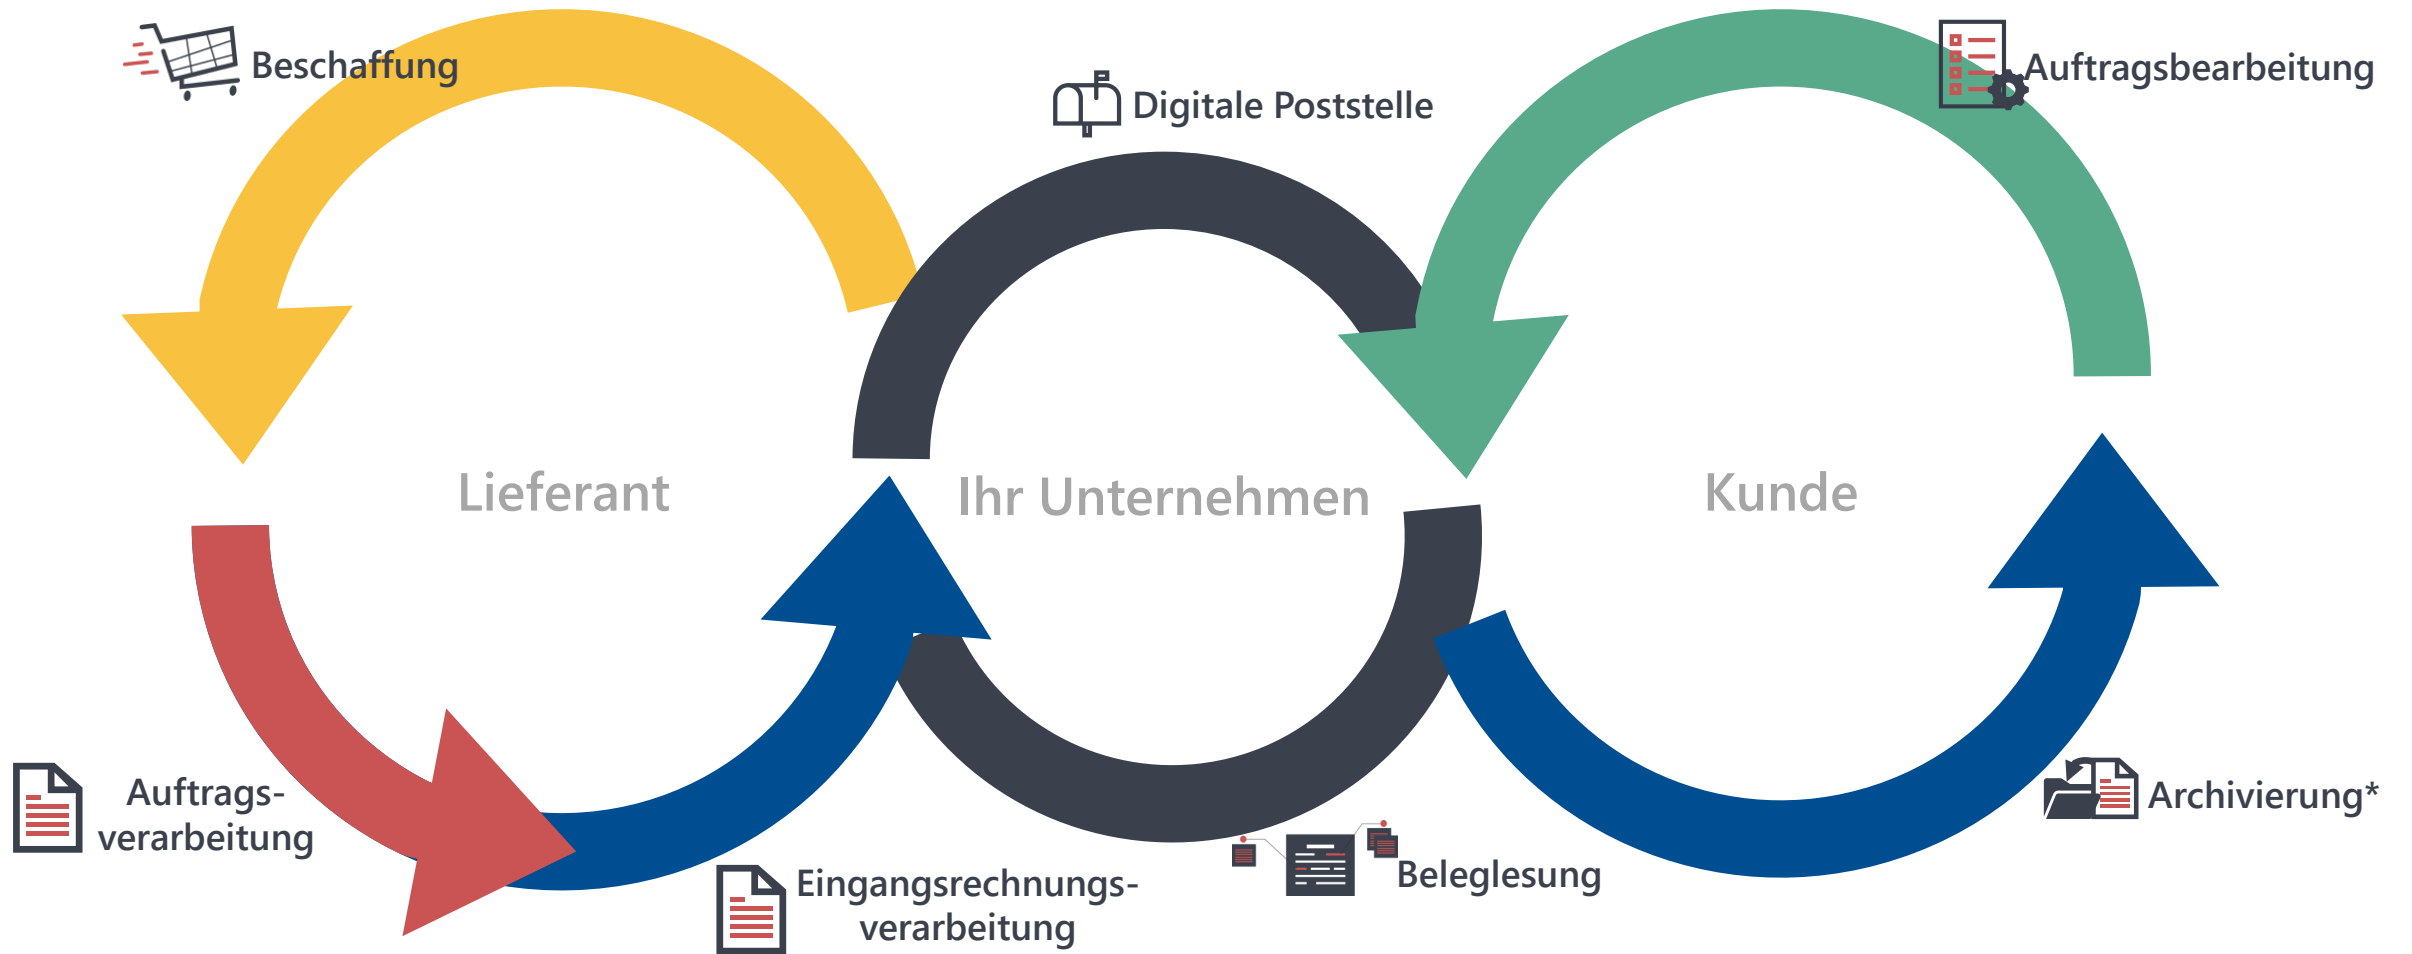 Beschaffung
Digitale Poststelle
Auftragsbearbeitung
Lieferant
Ihr Unternehmen
Kunde
Auftrags-
verarbeitung
Eingangsrechnungs-
verarbeitung
Beleglesung
Archivierung*